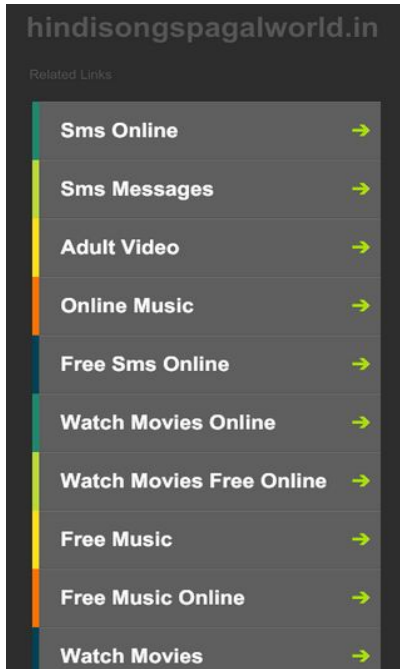 hindisongspagalworld.in
Related Links
Sms Online
Sms Messages
Adult Video
Online Music
Free Sms Online
Watch Movies Online
Watch Movies Free Online
Free Music
Free Music Online
Watch Movies